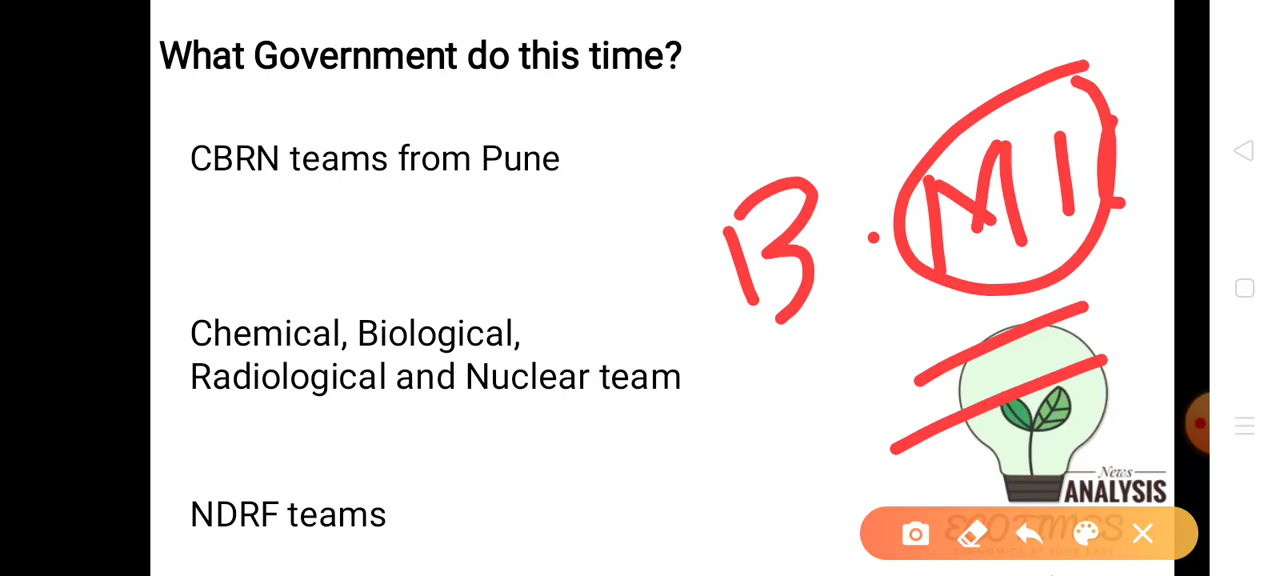 What Government do this time?
CBRN teams from Pune
B. MI
Chemical, Biological,
Radiological and Nuclear team
News
ANALYSIS
NDRF teams
ECOTIMES